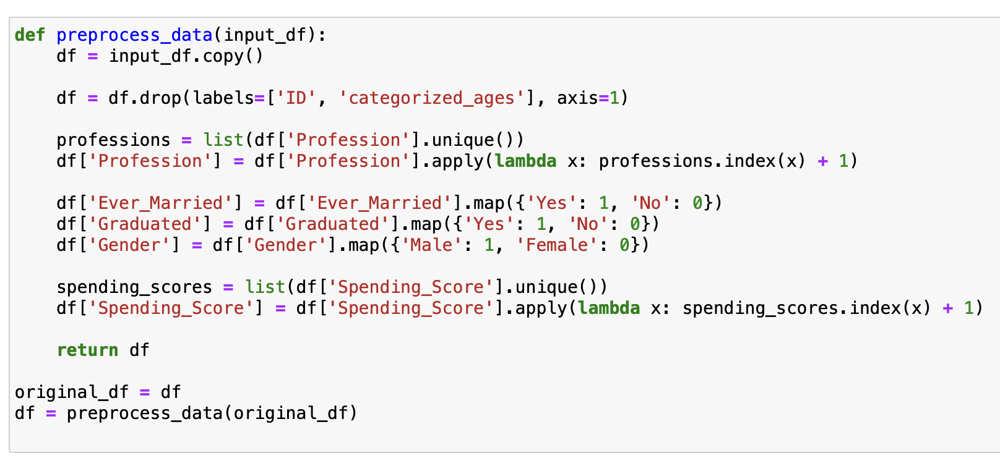 def preprocess_data(input_df):
    df = input_df.copy()

    df = df.drop(labels=['ID', 'categorized_ages'], axis=1)

    professions = list(df['Profession'].unique())
    df['Profession'] = df['Profession'].apply(lambda x: professions.index(x) + 1)

    df['Ever_Married'] = df['Ever_Married'].map({'Yes': 1, 'No': 0})
    df['Graduated'] = df['Graduated'].map({'Yes': 1, 'No': 0})
    df['Gender'] = df['Gender'].map({'Male': 1, 'Female': 0})

    spending_scores = list(df['Spending_Score'].unique())
    df['Spending_Score'] = df['Spending_Score'].apply(lambda x: spending_scores.index(x) + 1)

    return df

original_df = df
df = preprocess_data(original_df)